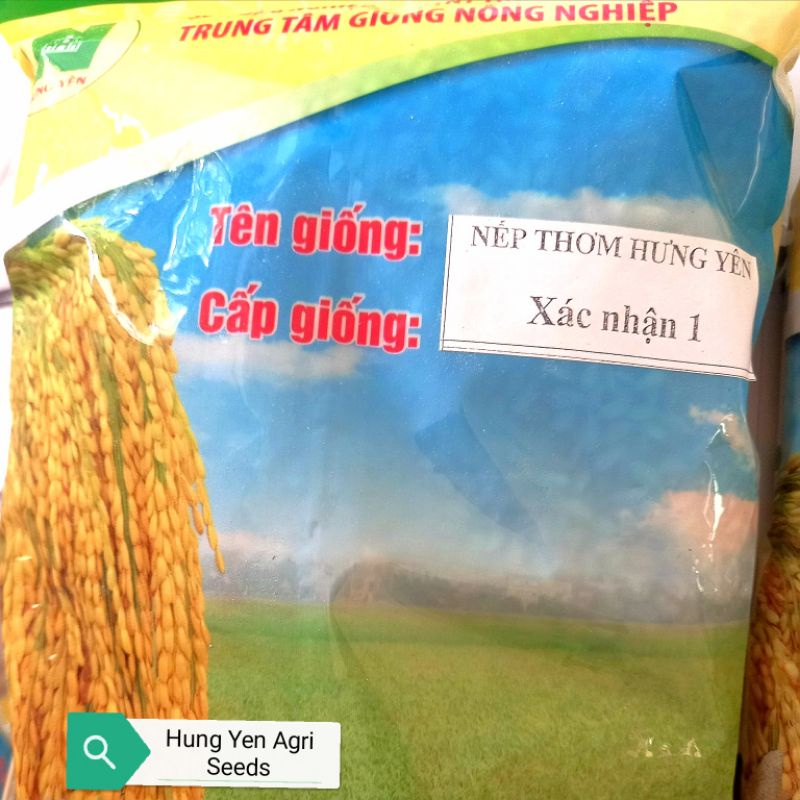 TRUNG TÂM GIỐNG NÔNG NGHIỆP
YÊN
Tên giống:
NẾP THƠM HƯNG YÊN
Cấp giống:
Xác nhận 1
Hung Yen Agri
Seeds